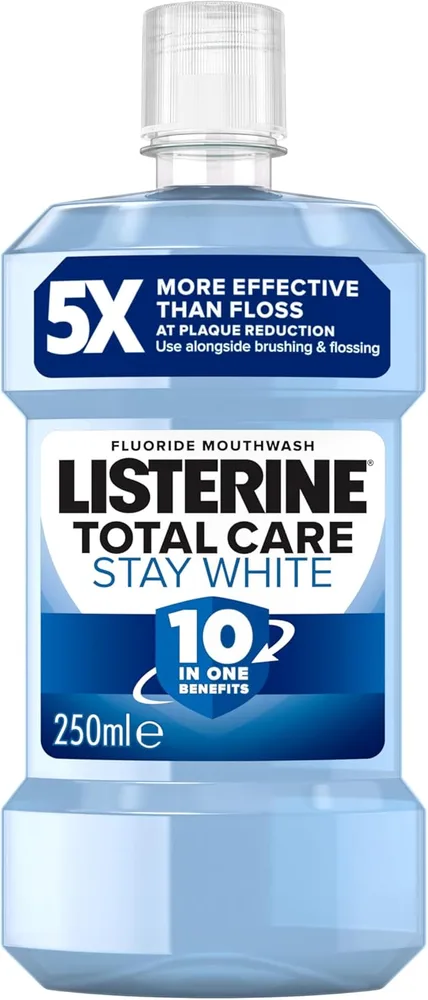 5X
MORE EFFECTIVE
THAN FLOSS
AT PLAQUE REDUCTION
Use alongside brushing & flossing
FLUORIDE MOUTHWASH
LISTERINE®
TOTAL CARE
STAY WHITE
10
IN ONE
BENEFITS
250ml e